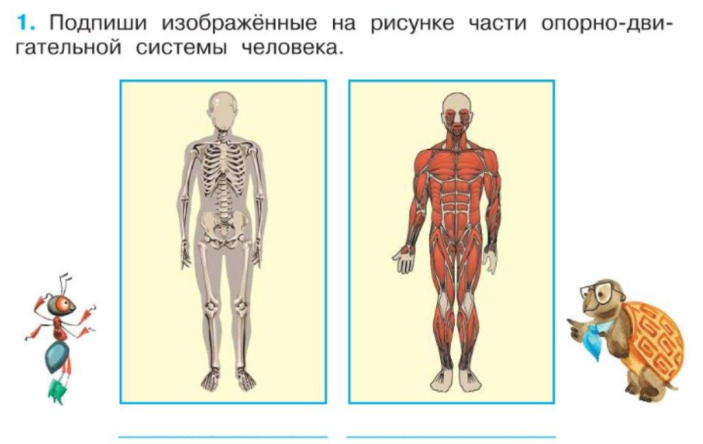 1. Подпиши изображённые на рисунке части опорно-дви-
гательной системы человека.